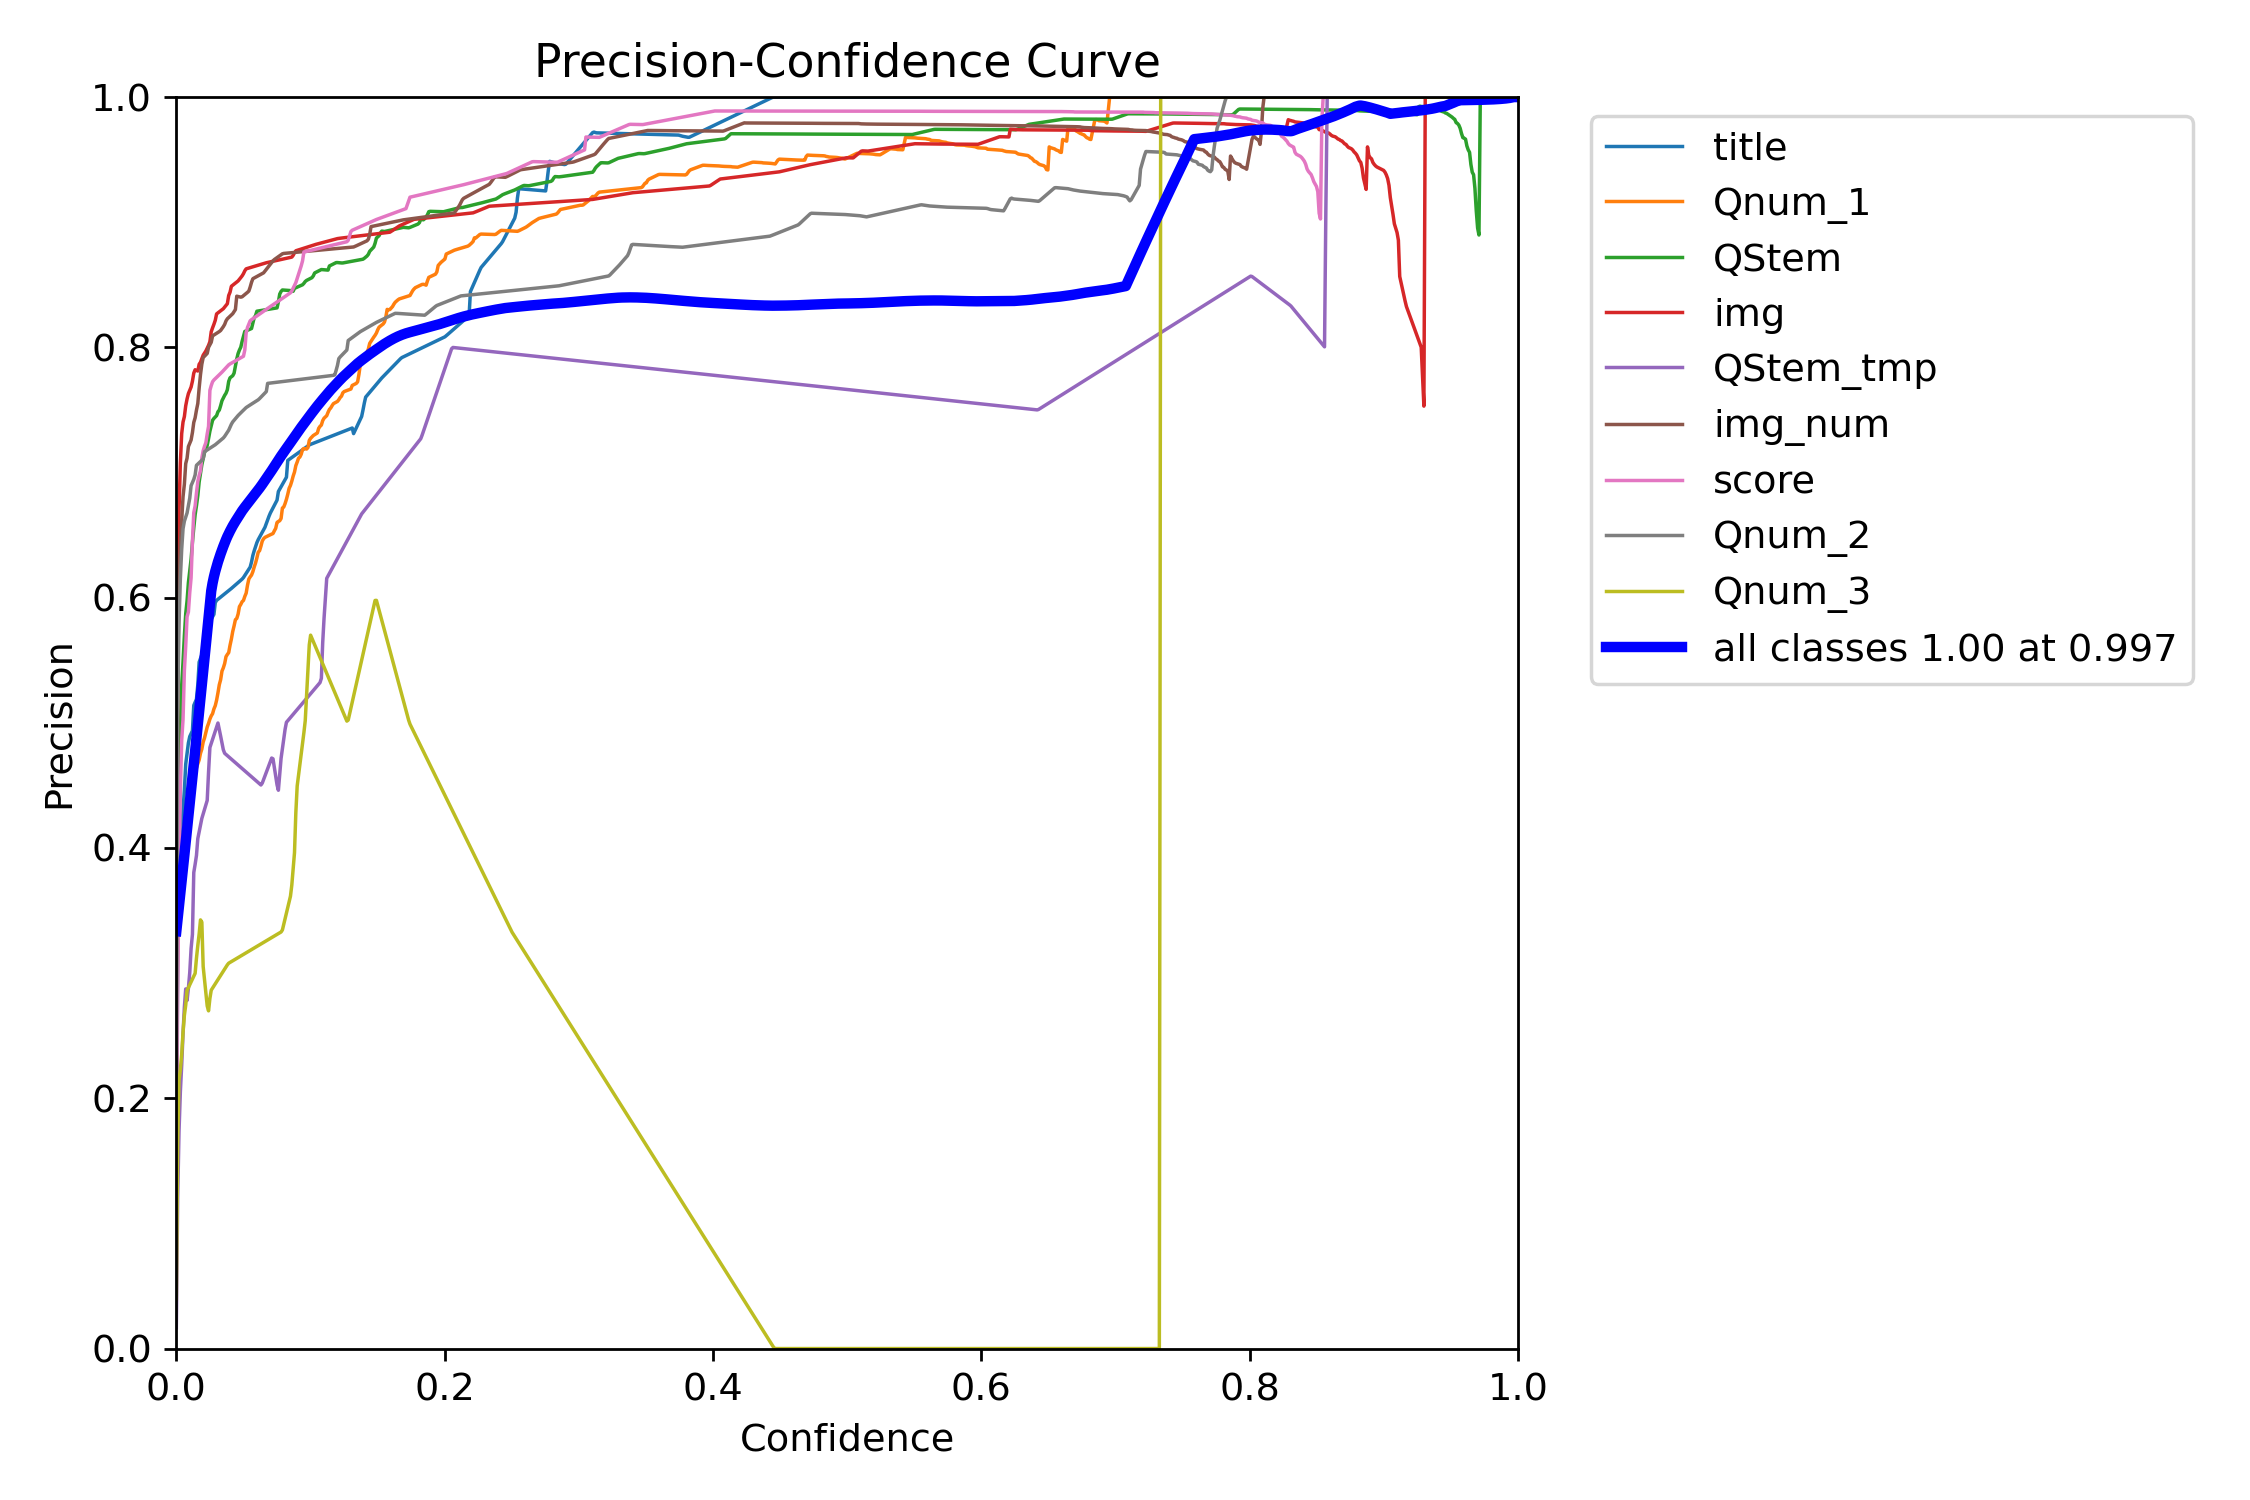 Precision-Confidence Curve
1.0
0.8
0.6
0.4
0.2
0.0
Precision
0.0 0.2 0.4 0.6 0.8 1.0
Confidence
title
Qnum_1
QStem
img
QStem_tmp
img_num
score
Qnum_2
Qnum_3
all classes 1.00 at 0.997